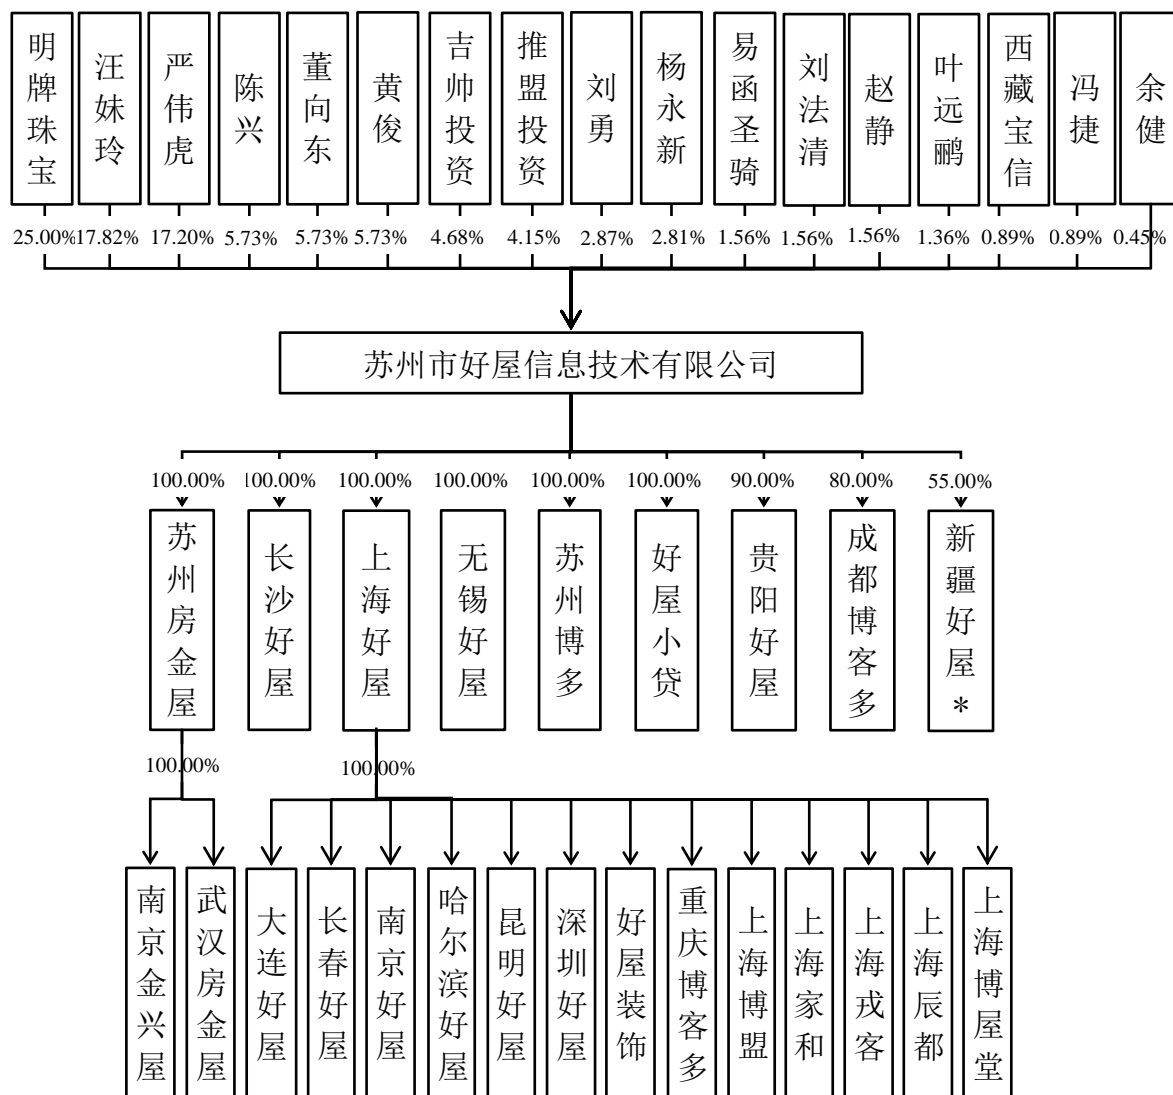 明牌珠宝
汪妹玲
严伟虎
陈兴
董向东
黄俊
吉帅投资
推盟投资
刘勇
杨永新
易函圣骑
刘法清
赵静
叶远鹂
西藏宝信
冯捷
余健
25.00%
17.82%
17.20%
5.73%
5.73%
5.73%
4.68%
4.15%
2.87%
2.81%
1.56%
1.56%
1.56%
1.36%
0.89%
0.89%
0.45%
苏州市好屋信息技术有限公司
100.00%
100.00%
100.00%
100.00%
100.00%
100.00%
90.00%
80.00%
55.00%
苏州房金屋
长沙好屋
上海好屋
无锡好屋
苏州博多
好屋小贷
贵阳好屋
成都博客多
新疆好屋*
100.00%
100.00%
南京金兴屋
武汉房金屋
大连好屋
长春好屋
南京好屋
哈尔滨好屋
昆明好屋
深圳好屋
好屋装饰
重庆博客多
上海博盟
上海家和
上海戎客
上海辰都
上海博屋堂